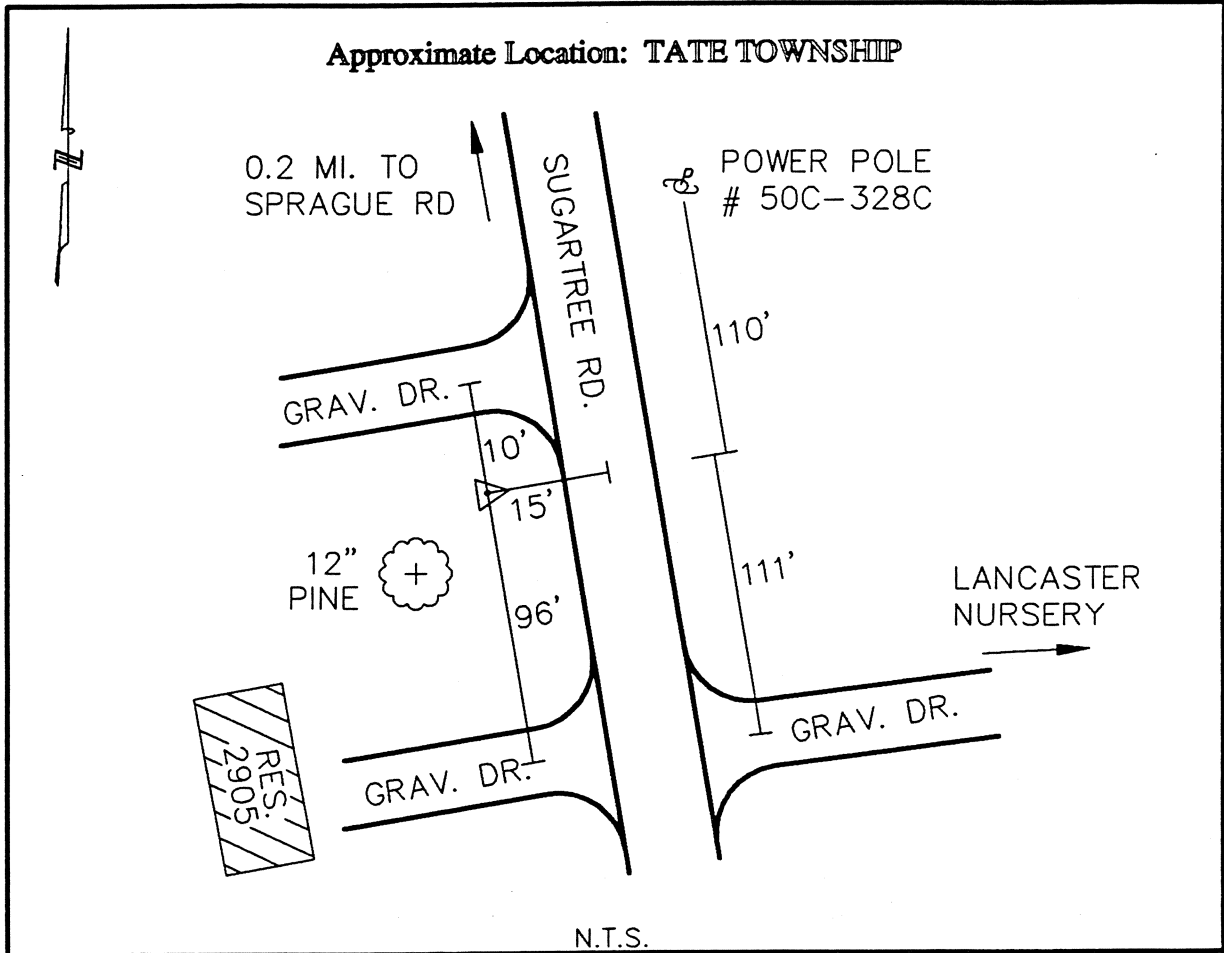 Approximate Location: TATE TOWNSHIP
N
0.2 MI. TO
SPRAGUE RD
SUGARTREE RD.
POWER POLE
# 50C-328C
110'
GRAV. DR.
10'
15'
12"
PINE
96'
111'
LANCASTER
NURSERY
GRAV. DR.
RES.
2905
GRAV. DR.
N.T.S.